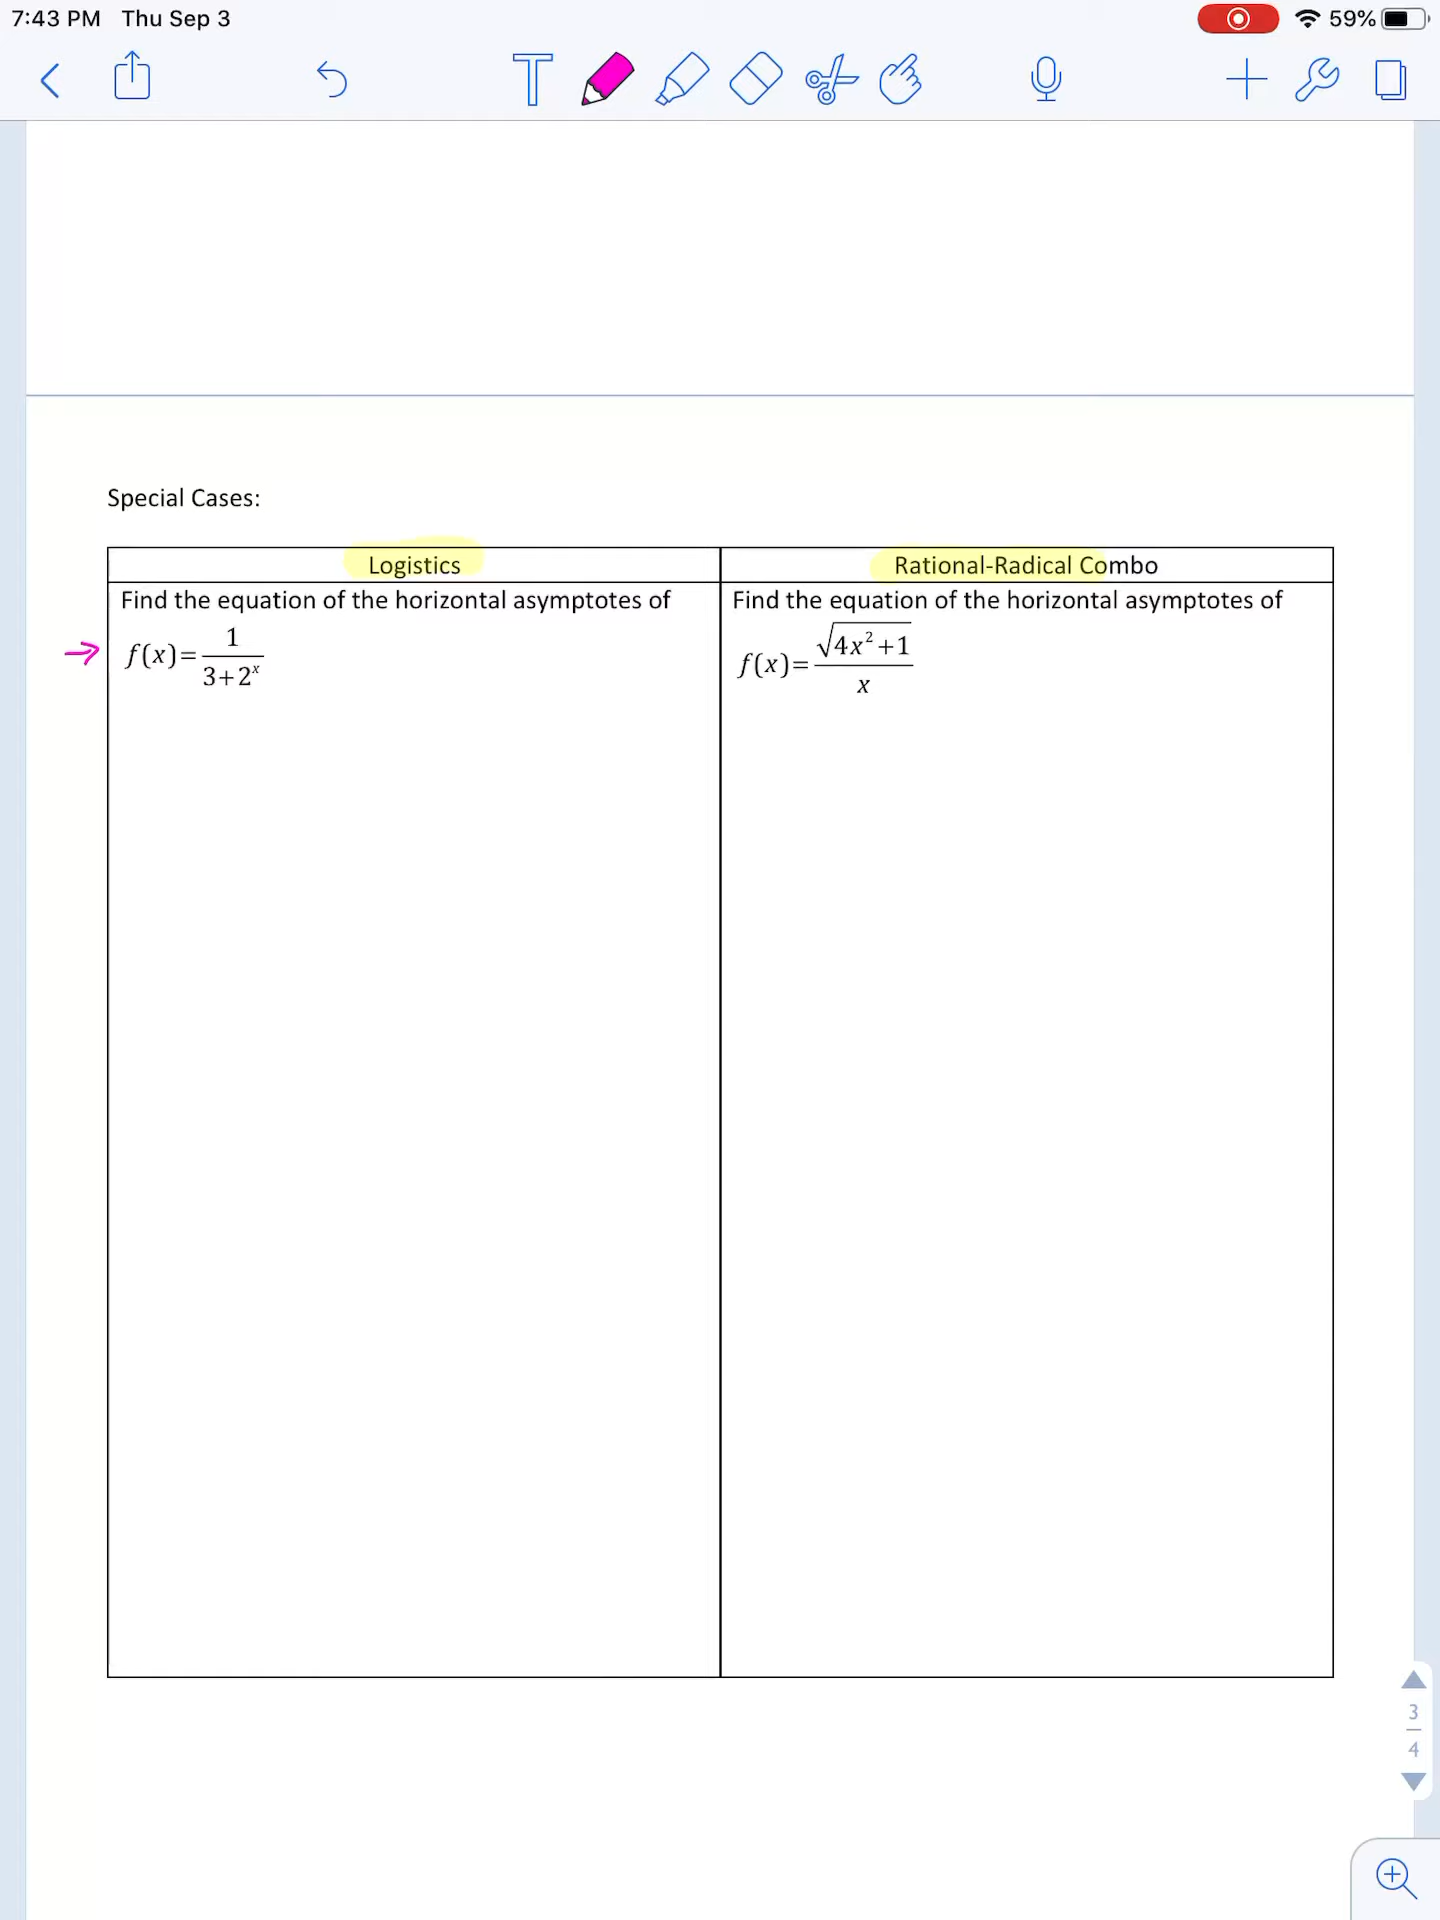 7:43 PM Thu Sep 3
59%
T
Special Cases:
Logistics
Rational-Radical Combo
Find the equation of the horizontal asymptotes of
f(x)=1/(3+2ˣ)
Find the equation of the horizontal asymptotes of
f(x)=√(4x²+1)/x
3
4